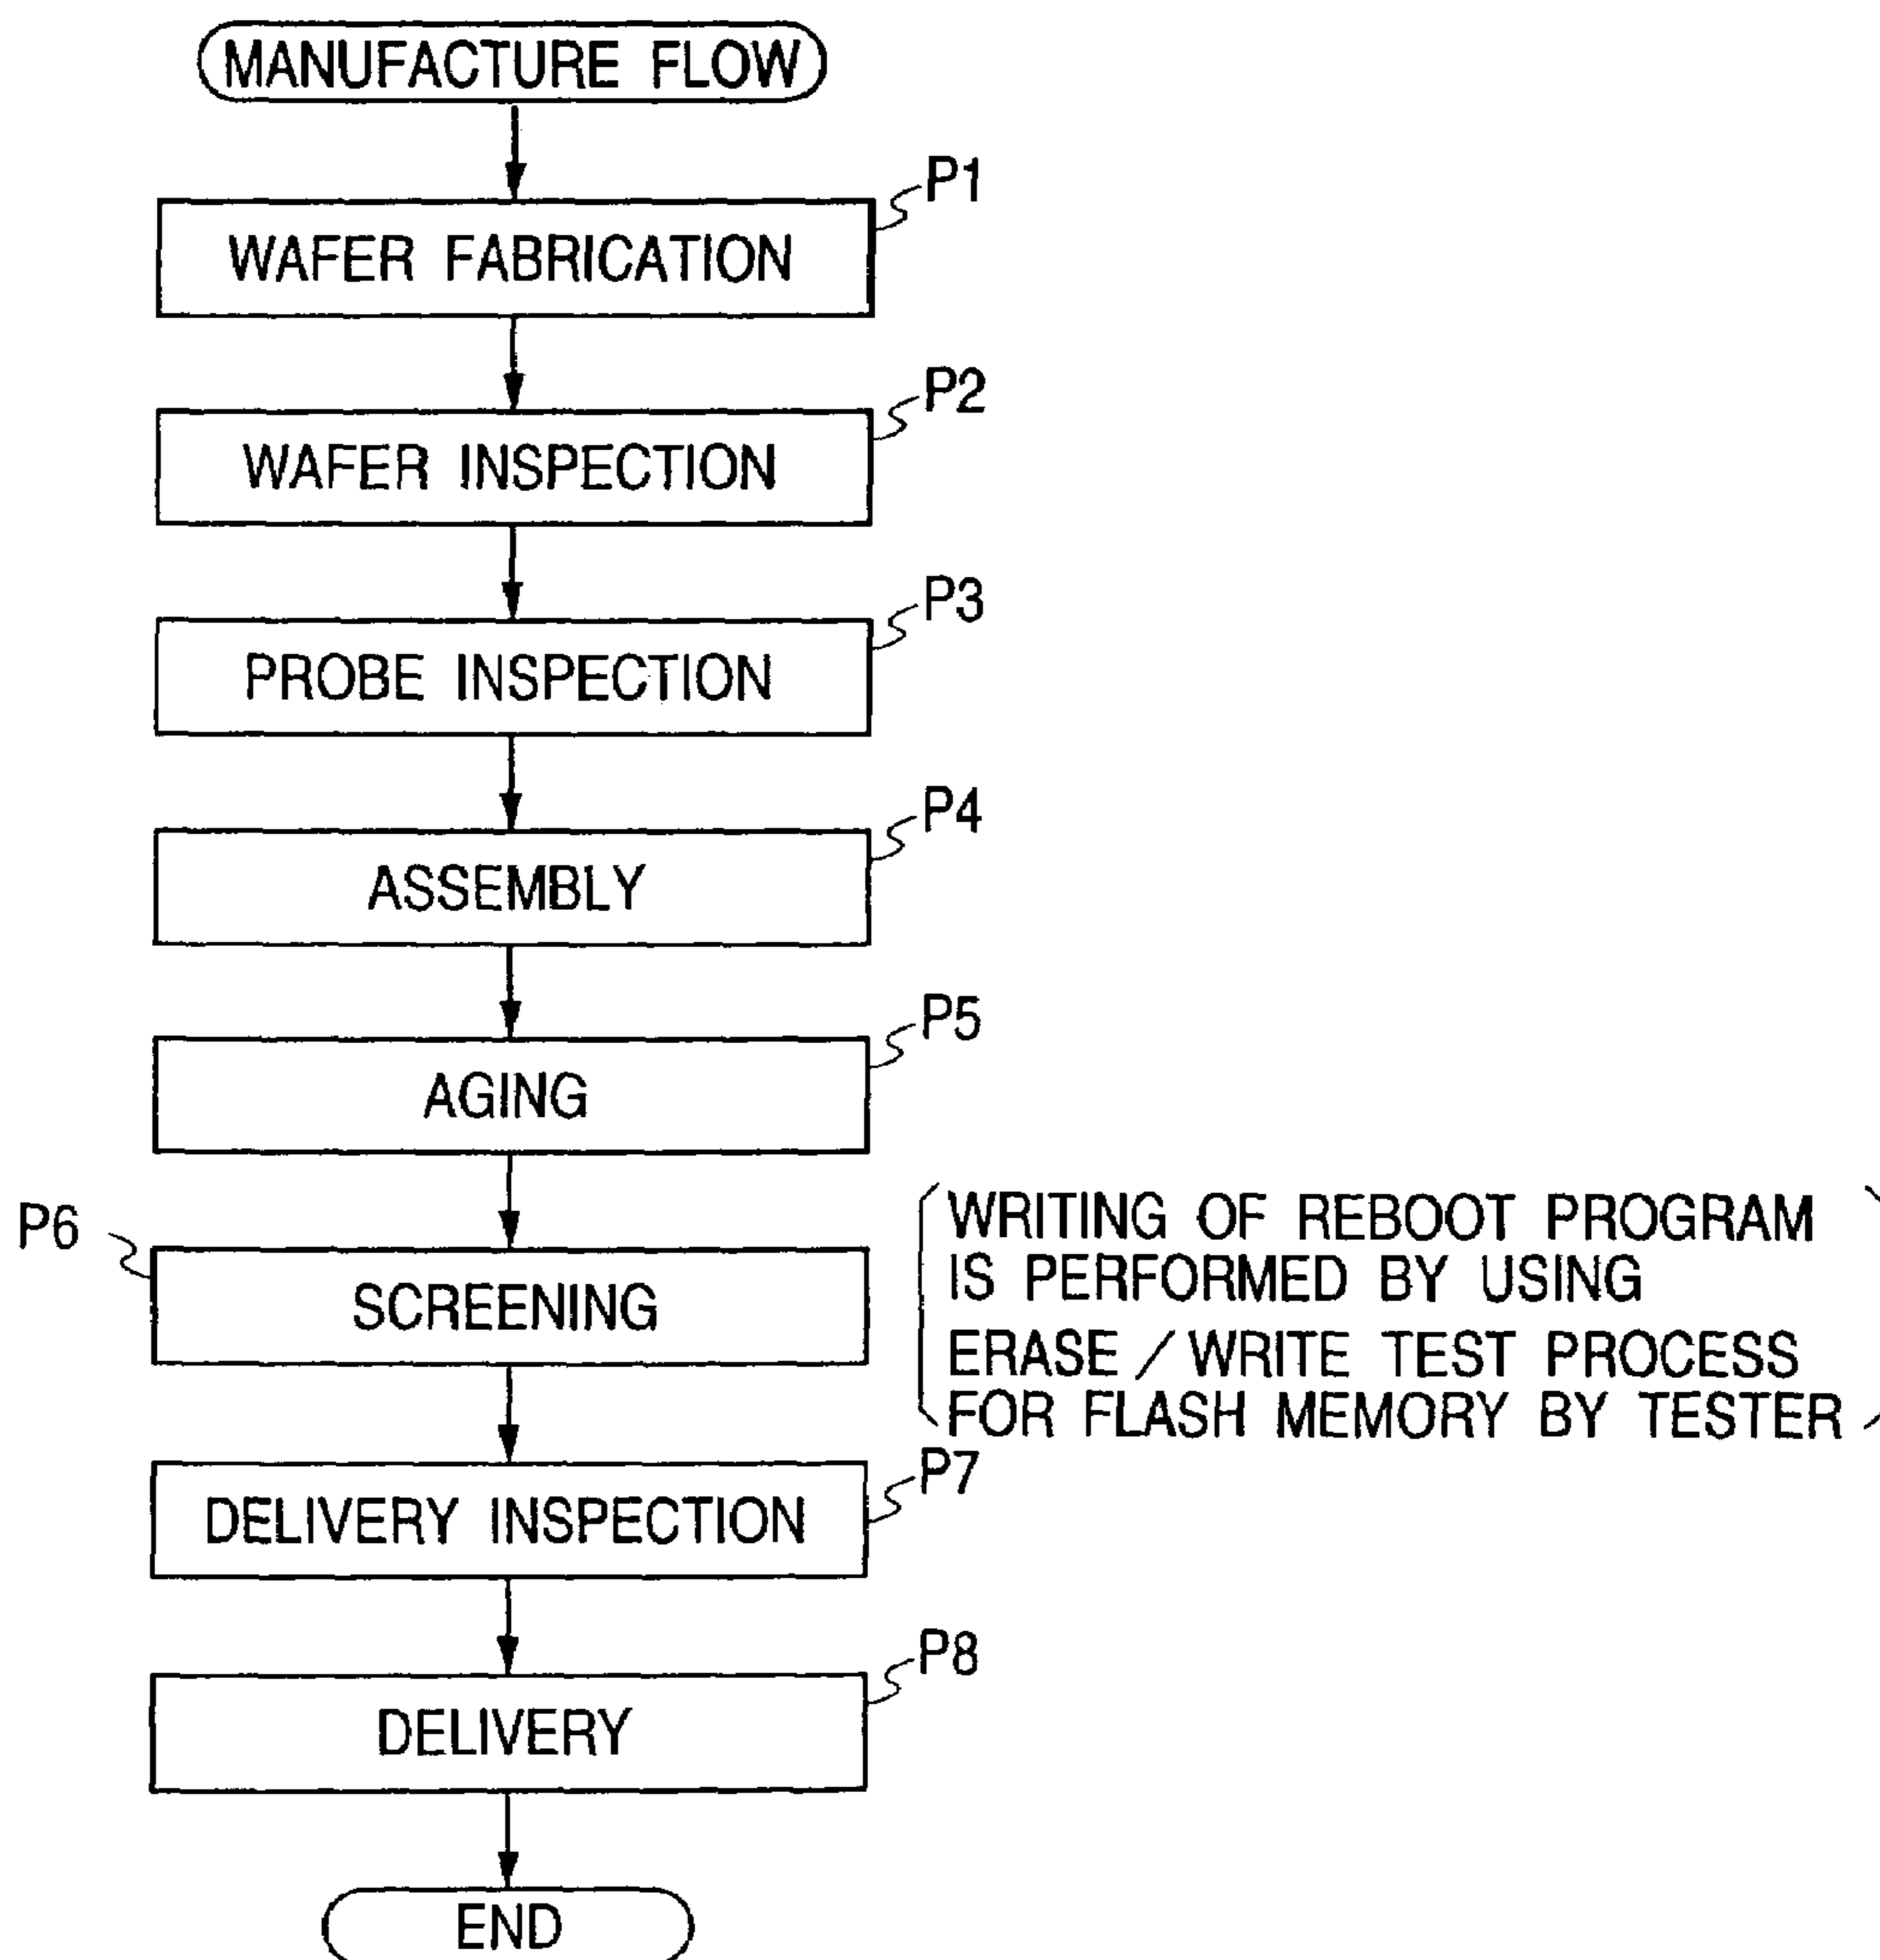 MANUFACTURE FLOW
P1
WAFER FABRICATION
P2
WAFER INSPECTION
P3
PROBE INSPECTION
P4
ASSEMBLY
P5
AGING
P6
SCREENING
WRITING OF REBOOT PROGRAM
IS PERFORMED BY USING
ERASE / WRITE TEST PROCESS
FOR FLASH MEMORY BY TESTER
P7
DELIVERY INSPECTION
P8
DELIVERY
END